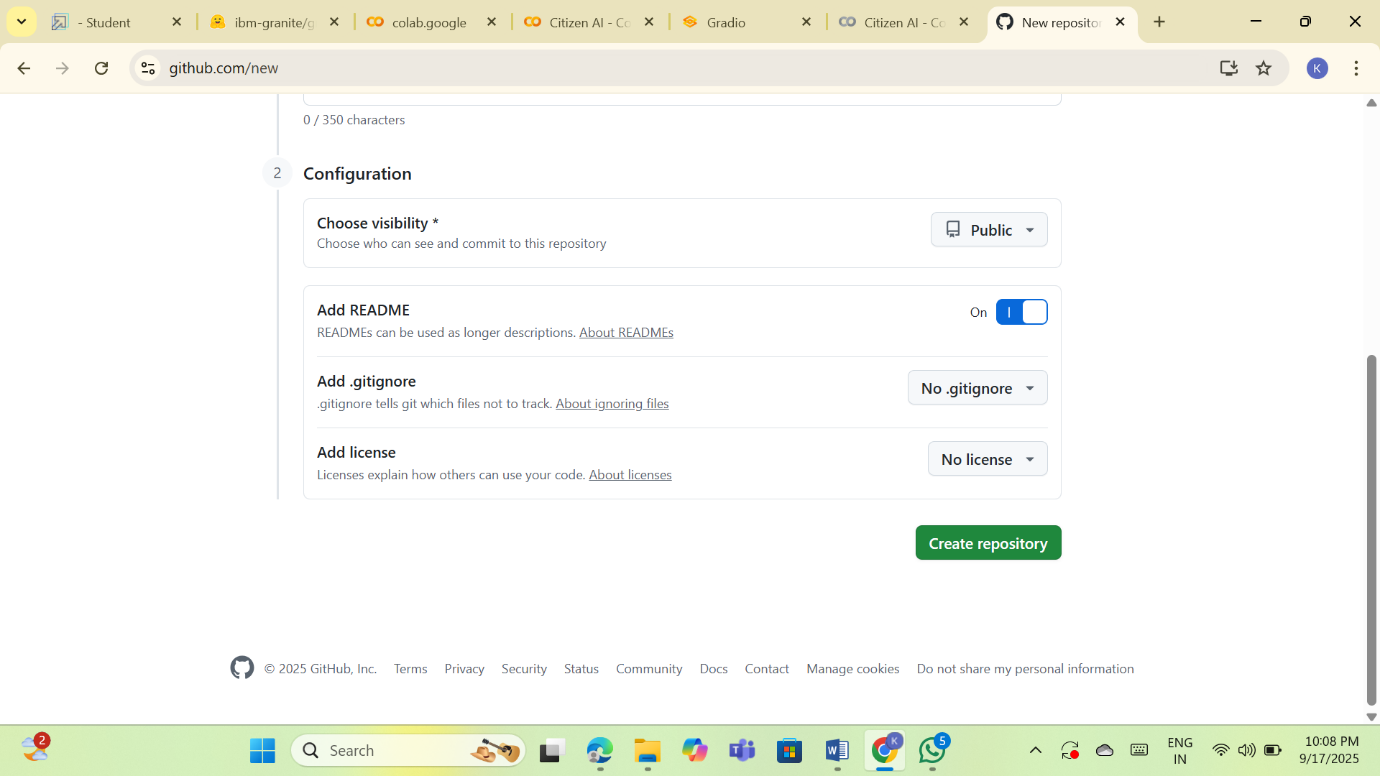 - Student
ibm-granite/g
colab.google
Citizen AI - Co
Gradio
Citizen AI - Co
New repositor
github.com/new
K
0 / 350 characters
2
Configuration
Choose visibility *
Choose who can see and commit to this repository
Public
Add README
READMEs can be used as longer descriptions. About READMEs
On
Add .gitignore
.gitignore tells git which files not to track. About ignoring files
No .gitignore
Add license
Licenses explain how others can use your code. About licenses
No license
Create repository
© 2025 GitHub, Inc. Terms Privacy Security Status Community Docs Contact Manage cookies Do not share my personal information
2
Search
K
5
ENG
IN
10:08 PM
9/17/2025